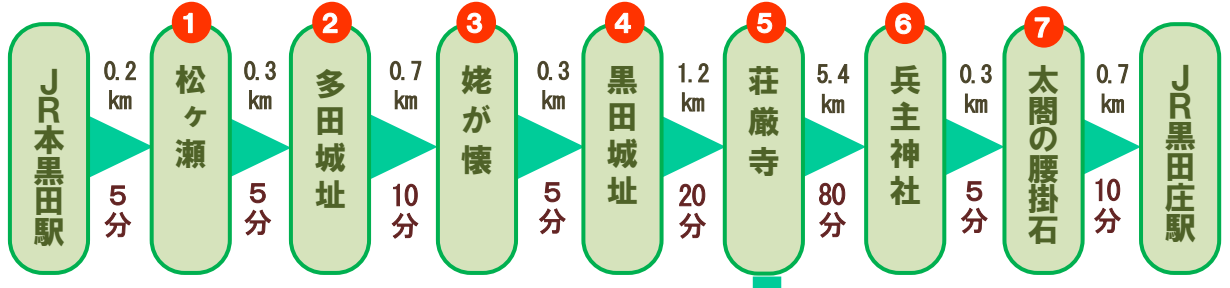 JR本黒田駅
0.2
km
5
分
1
松ヶ瀬
0.3
km
5
分
2
多田城址
0.7
km
10
分
3
姥が懐
0.3
km
5
分
4
黒田城址
1.2
km
20
分
5
荘厳寺
5.4
km
80
分
6
兵主神社
0.3
km
5
分
7
太閤の腰掛石
0.7
km
10
分
JR黒田庄駅